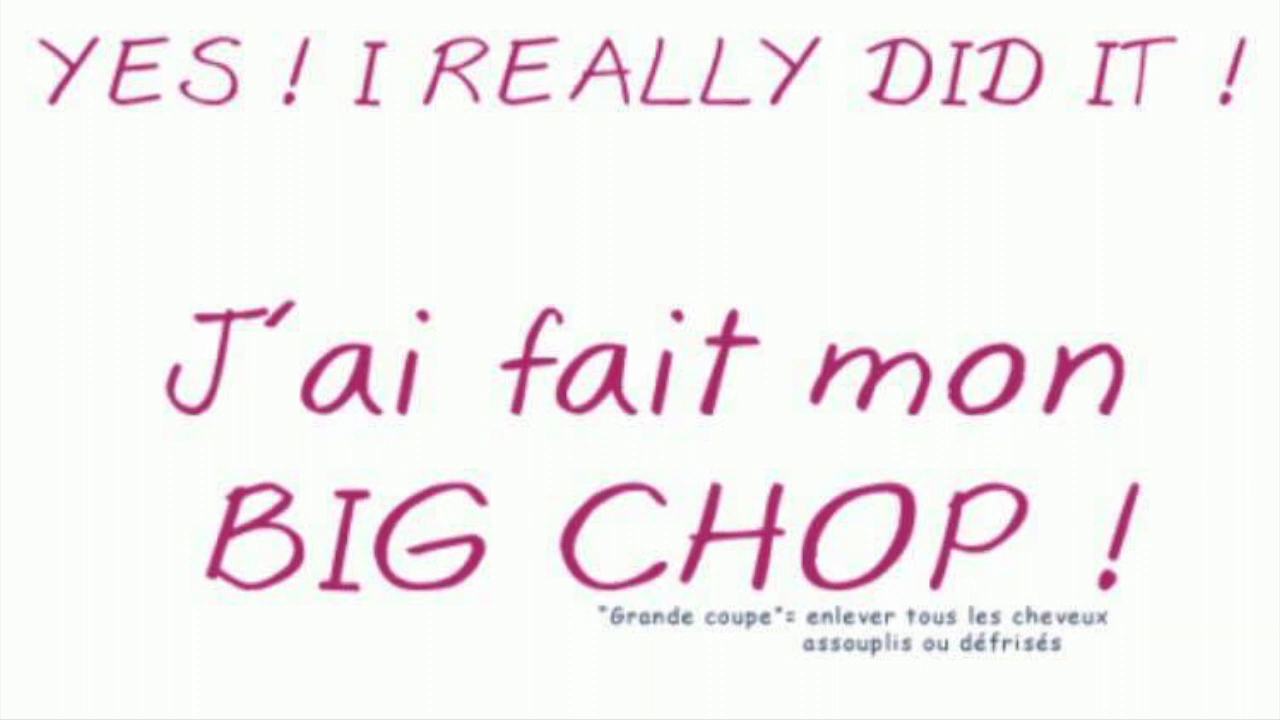 YES ! I REALLY DID IT !
J'ai fait mon
BIG CHOP !
"Grande coupe"= enlever tous les cheveux
assouplis ou défrisés